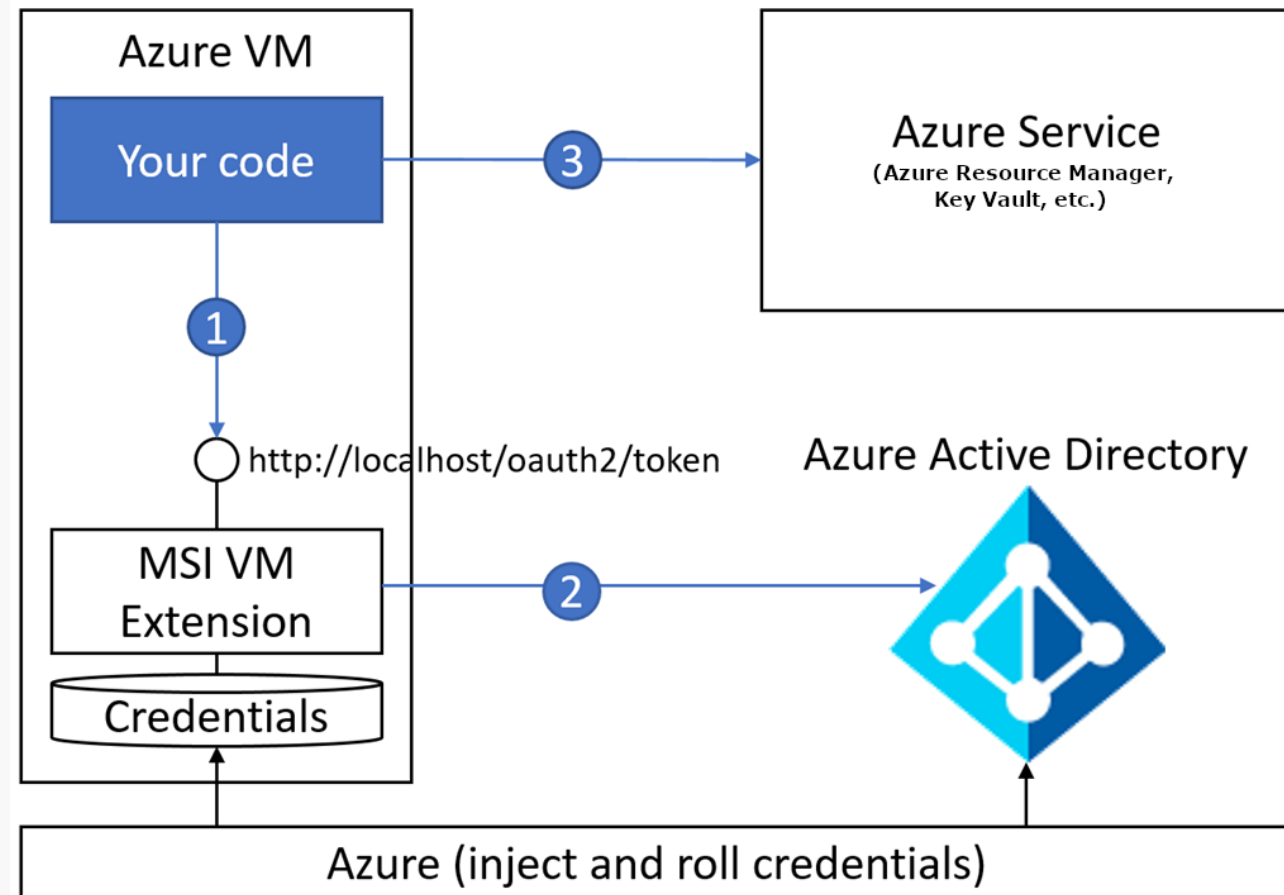 Azure VM
Your code
3
Azure Service
(Azure Resource Manager,
Key Vault, etc.)
1
http://localhost/oauth2/token
Azure Active Directory
MSI VM
Extension
2
Credentials
Azure (inject and roll credentials)